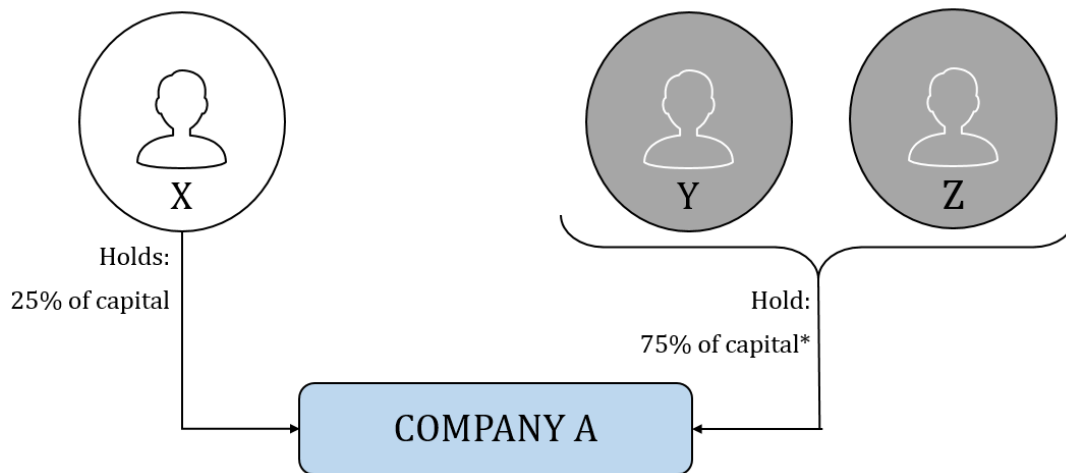 X
Y
Z
Holds:
25% of capital
Hold:
75% of capital*
COMPANY A